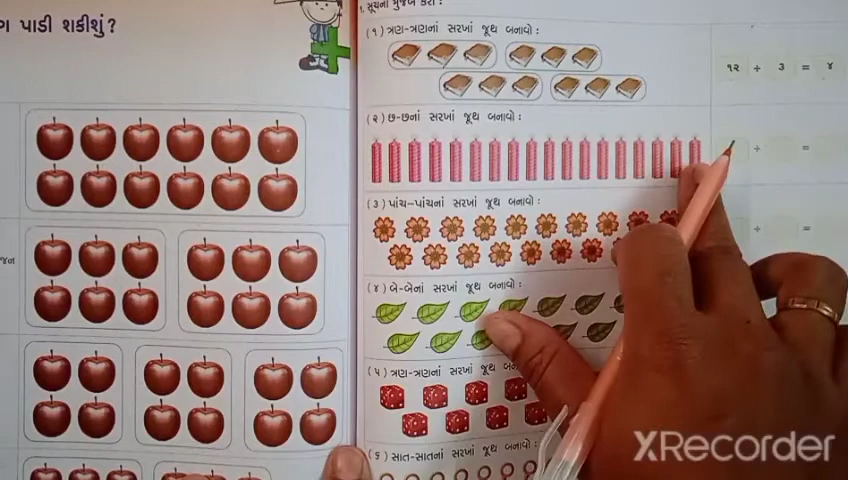 પાડી શકીશું?
૧. સૂચના મુજબ કરો :
(૧) ત્રણ-ત્રણનાં સરખાં જૂથ બનાવો :
૧૨ ÷ ૩ = ૪
(૨) છ-છનાં સરખાં જૂથ બનાવો :
÷ =
(૩) પાંચ-પાંચનાં સરખાં જૂથ બનાવો :
÷ =
(૪) બે-બેનાં સરખાં જૂથ બનાવો :
(૫) ત્રણ-ત્રણનાં સરખાં જૂથ
(૬) સાત-સાતનાં સરખાં જૂથ બનાવો :
XRecorder